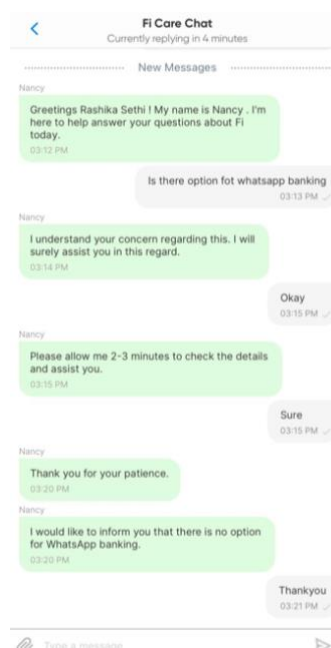 Fi Care Chat
Currently replying in 4 minutes
New Messages
Nancy
Greetings Rashika Sethi ! My name is Nancy . I'm
here to help answer your questions about Fi
today.
03:12 PM
Is there option fot whatsapp banking
03:13 PM
Nancy
I understand your concern regarding this. I will
surely assist you in this regard.
03:14 PM
Okay
03:15 PM
Nancy
Please allow me 2-3 minutes to check the details
and assist you.
03:15 PM
Sure
03:15 PM
Nancy
Thank you for your patience.
03:20 PM
Nancy
I would like to inform you that there is no option
for WhatsApp banking.
03:20 PM
Thankyou
03:21 PM
Type a message